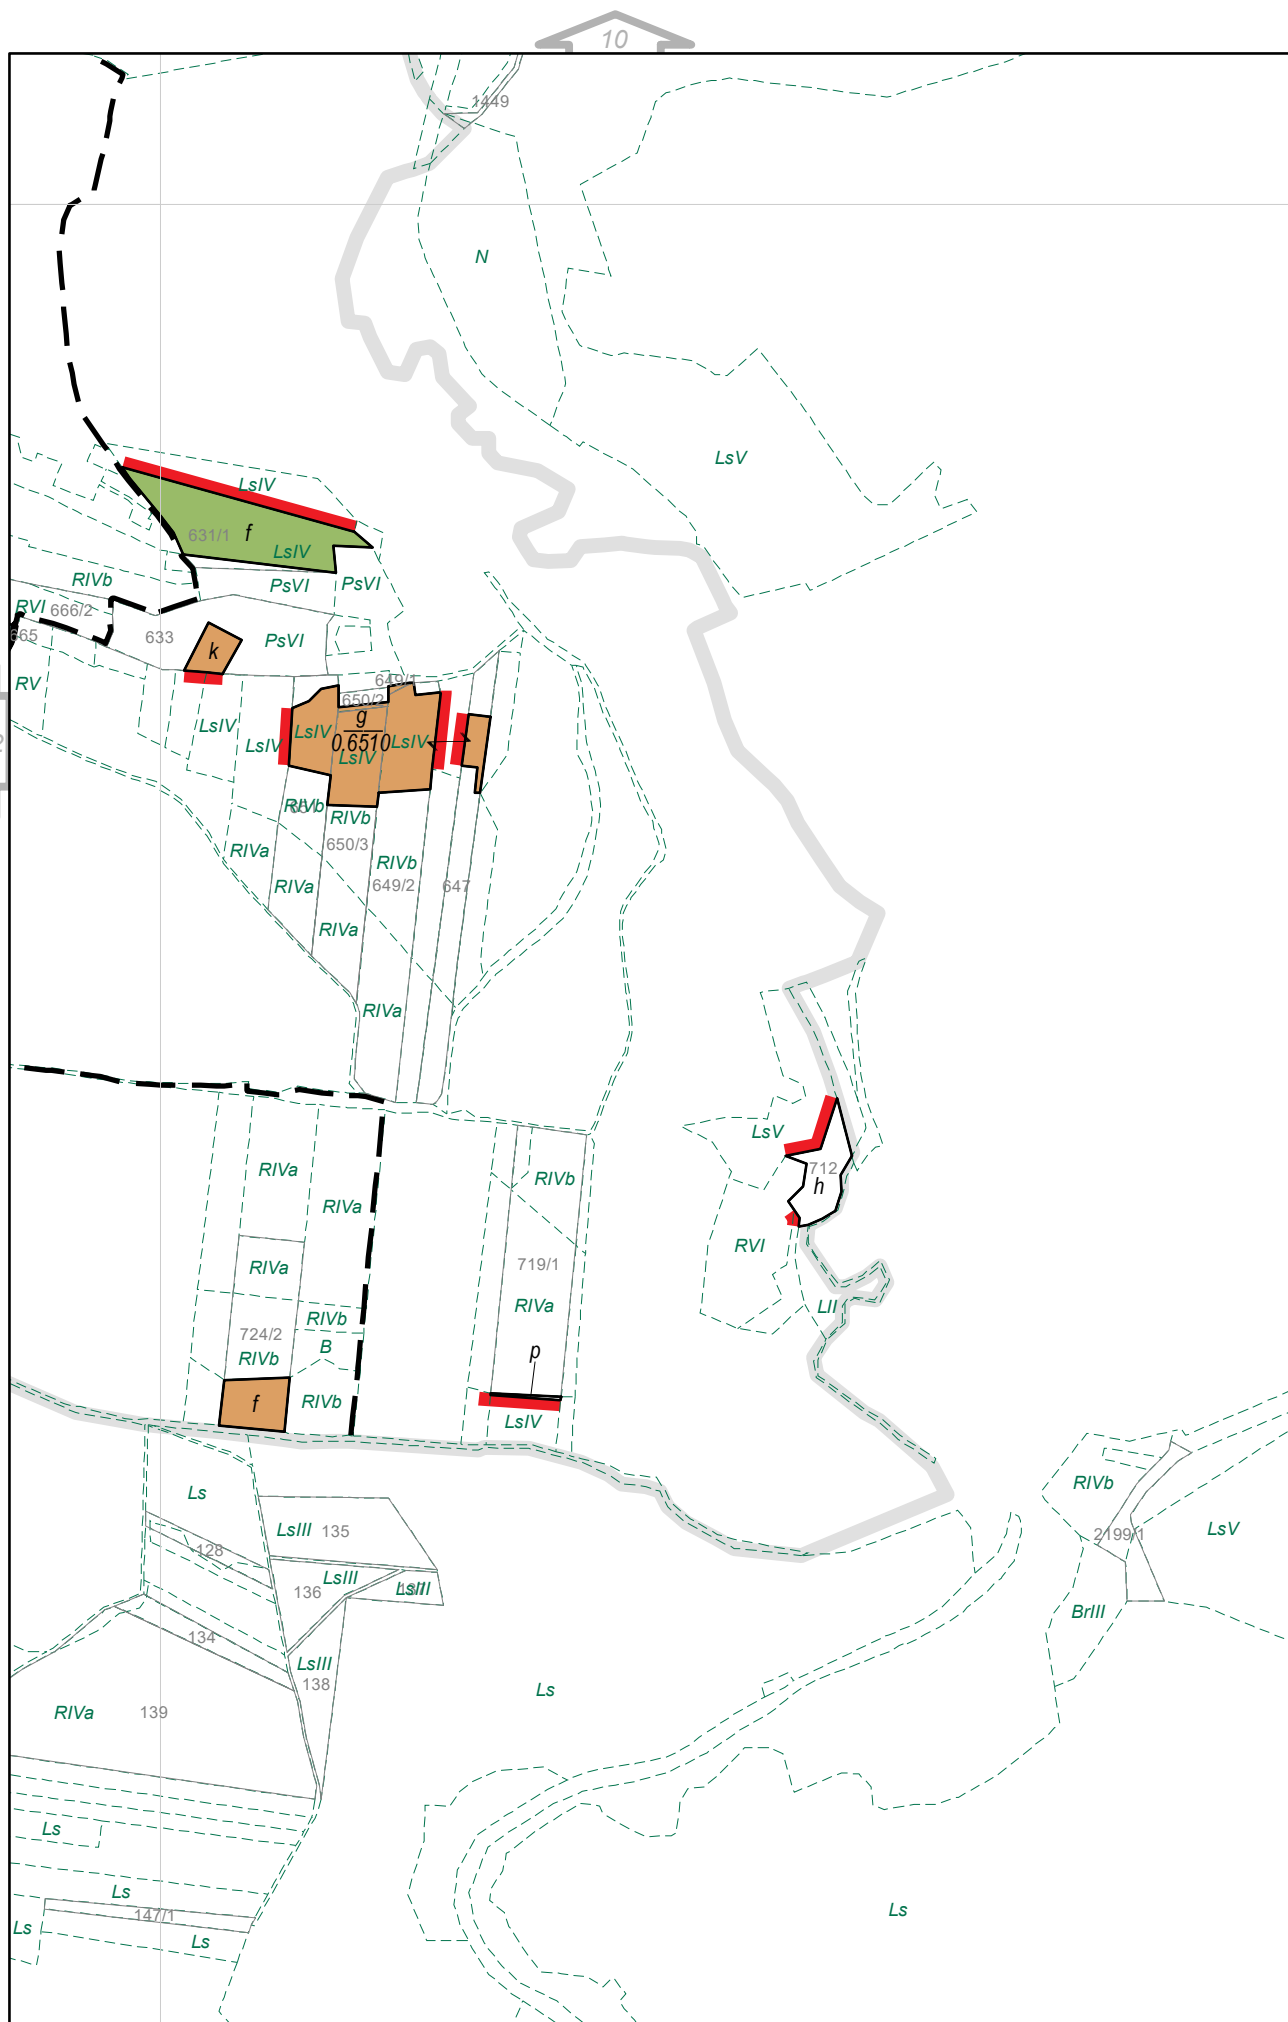 10
1449
N
LsV
LsIV
631/1
f
LsIV
RIVb
PsVI
PsVI
RVI
666/2
665
633
k
PsVI
RV
649/1
650/2
LsIV
LsIV
LsIV
g
0.6510
LsIV
LsIV
RIVb
RIVb
650/3
RIVb
RIVa
RIVa
649/2
647
RIVa
RIVa
LsV
712
h
RIVa
RIVb
RIVa
RVI
RIVa
719/1
RIVa
LII
RIVb
724/2
B
RIVb
p
f
RIVb
LsIV
Ls
RIVb
LsIII
135
2199/1
LsV
128
LsIII
136
LsIII
BrIII
134
LsIII
138
Ls
RIVa
139
Ls
Ls
147/1
Ls
Ls
Ls